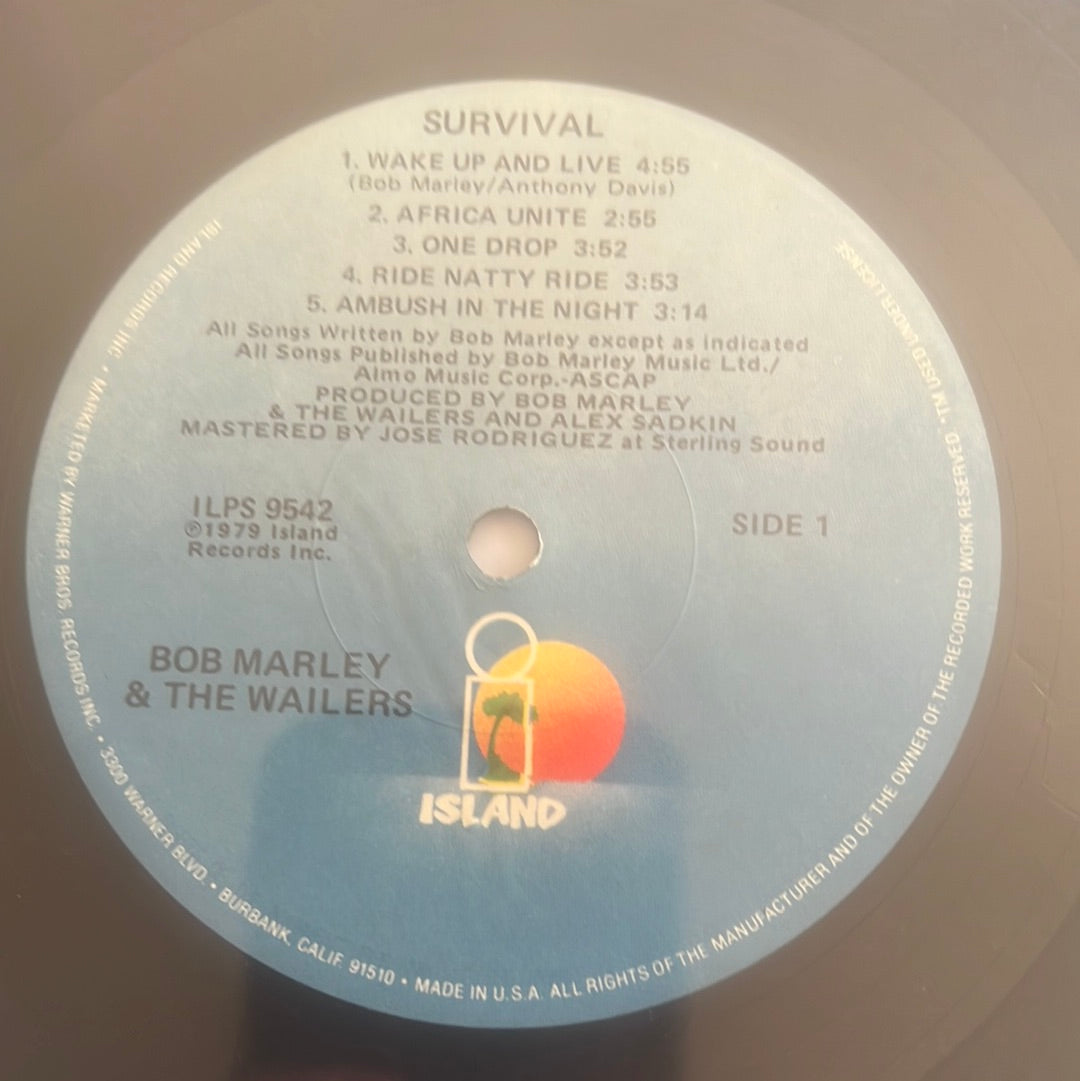 SURVIVAL
1. WAKE UP AND LIVE 4:55
(Bob Marley/Anthony Davis)
2. AFRICA UNITE 2:55
3. ONE DROP 3:52
4. RIDE NATTY RIDE 3:53
5. AMBUSH IN THE NIGHT 3:14
All Songs Written by Bob Marley except as indicated
All Songs Published by Bob Marley Music Ltd./
Almo Music Corp.-ASCAP
PRODUCED BY BOB MARLEY
& THE WAILERS AND ALEX SADKIN
MASTERED BY JOSE RODRIGUEZ at Sterling Sound
ILPS 9542
℗1979 Island
Records Inc.
SIDE 1
BOB MARLEY
& THE WAILERS
ISLAND
ISLAND RECORDS INC. • MARKETED BY WARNER BROS. RECORDS INC. • 3300 WARNER BLVD. • BURBANK, CALIF. 91510 • MADE IN U.S.A. ALL RIGHTS OF THE MANUFACTURER AND OF THE OWNER OF THE RECORDED WORK RESERVED. *TM USED UNDER LICENSE